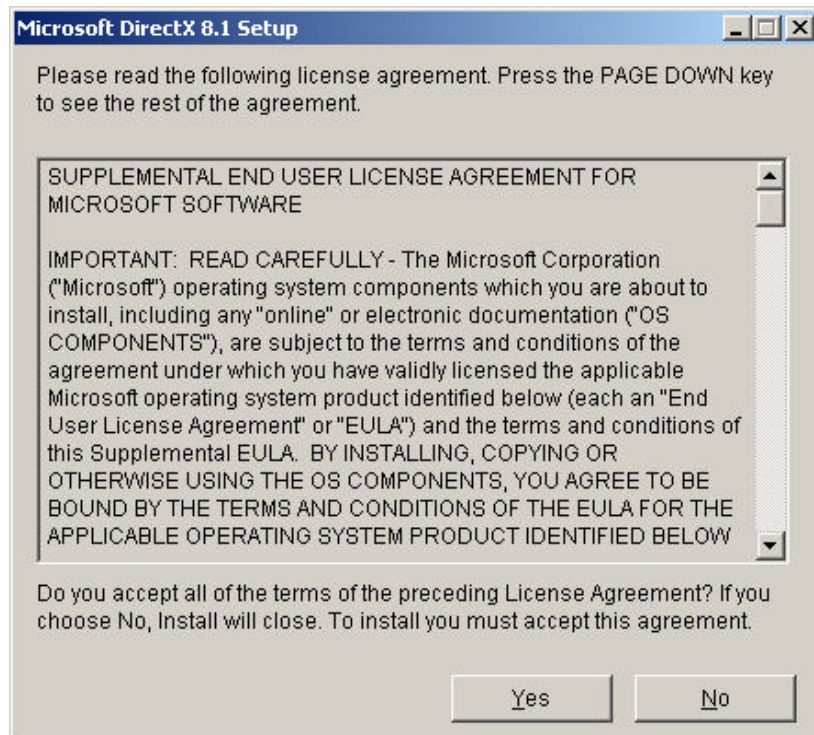 Microsoft DirectX 8.1 Setup
Please read the following license agreement. Press the PAGE DOWN key
to see the rest of the agreement.
SUPPLEMENTAL END USER LICENSE AGREEMENT FOR
MICROSOFT SOFTWARE
IMPORTANT:  READ CAREFULLY - The Microsoft Corporation
("Microsoft") operating system components which you are about to
install, including any "online" or electronic documentation ("OS
COMPONENTS"), are subject to the terms and conditions of the
agreement under which you have validly licensed the applicable
Microsoft operating system product identified below (each an "End
User License Agreement" or "EULA") and the terms and conditions of
this Supplemental EULA.  BY INSTALLING, COPYING OR
OTHERWISE USING THE OS COMPONENTS, YOU AGREE TO BE
BOUND BY THE TERMS AND CONDITIONS OF THE EULA FOR THE
APPLICABLE OPERATING SYSTEM PRODUCT IDENTIFIED BELOW
Do you accept all of the terms of the preceding License Agreement? If you
choose No, Install will close. To install you must accept this agreement.
Yes
No